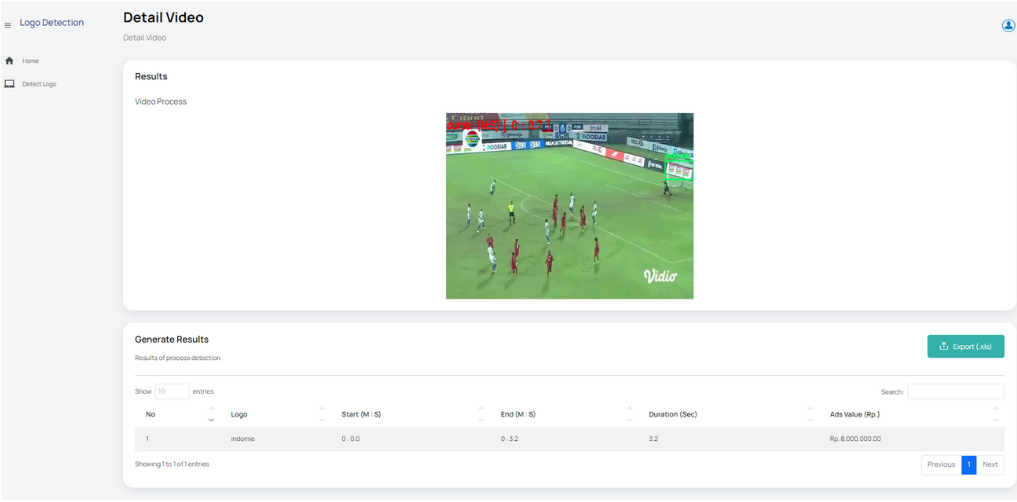 Logo Detection
Home
Detect Logo
Detail Video
Detail Video
Results
Video Process
01:56
INDOSIAR
INDOSIAR
Vidio
Generate Results
Results of process detection
Export (.xls)
Show 10 entries
Search:
No Logo Start (M : S) End (M : S) Duration (Sec) Ads Value (Rp.)
1 indomie 0 : 0.0 0 : 3.2 3.2 Rp. 8,000,000.00
Showing 1 to 1 of 1 entries
Previous 1 Next